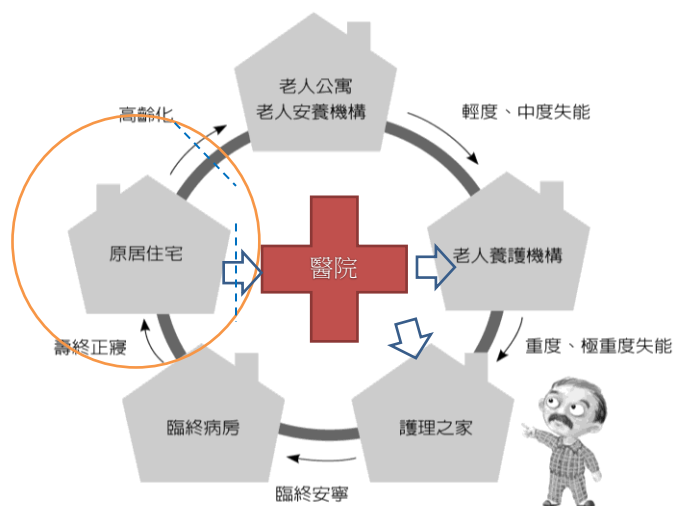 老人公寓
老人安養機構
高齡化
輕度、中度失能
原居住宅
醫院
老人養護機構
壽終正寢
重度、極重度失能
臨終病房
護理之家
臨終安寧